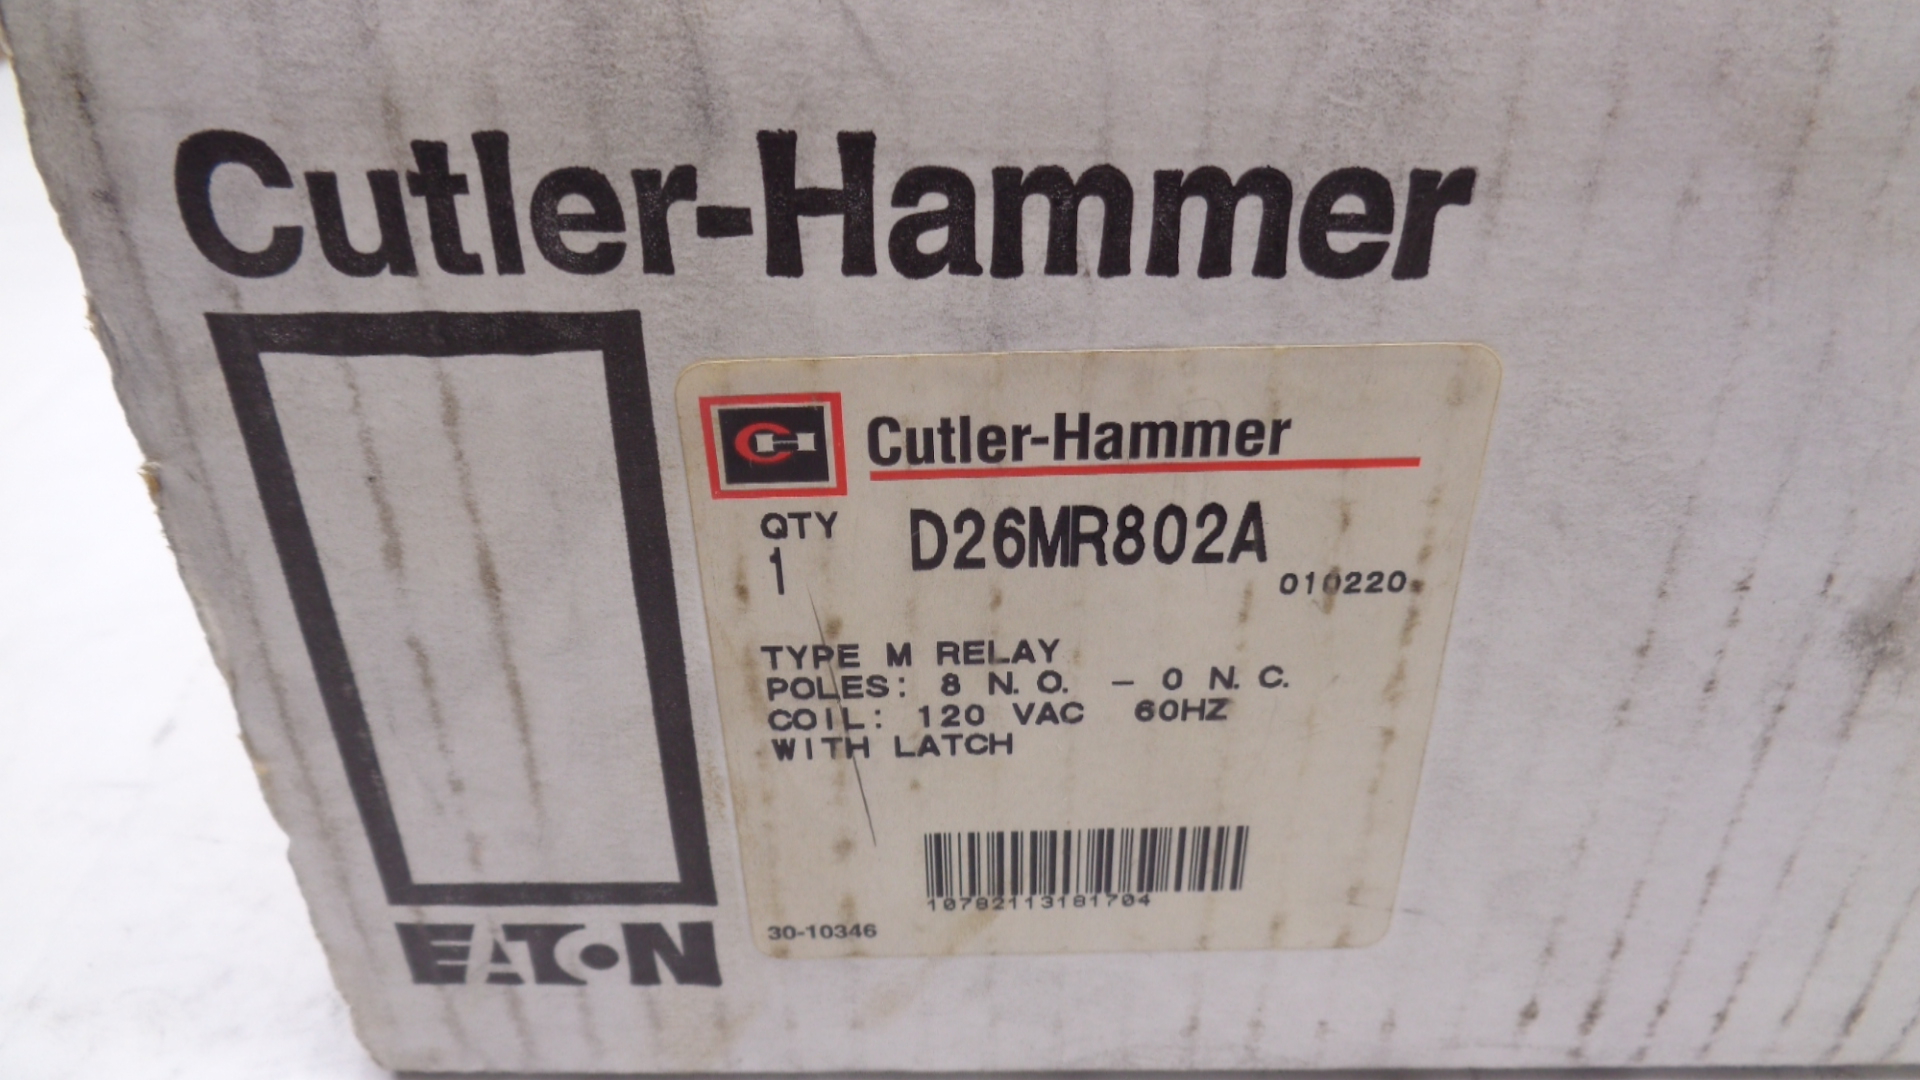 Cutler-Hammer
Cutler-Hammer
QTY
1
D26MR802A
010220
TYPE M RELAY
POLES: 8 N.O. - 0 N.C.
COIL: 120 VAC 60HZ
WITH LATCH
10782113181704
30-10346
EATON